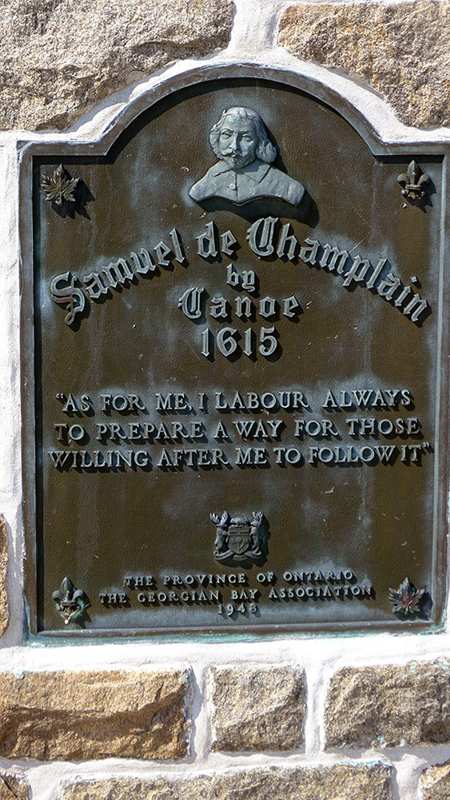 Samuel de Champlain
by
Canoe
1615
"AS FOR ME, I LABOUR ALWAYS
TO PREPARE A WAY FOR THOSE
WILLING AFTER ME TO FOLLOW IT"
THE PROVINCE OF ONTARIO
THE GEORGIAN BAY ASSOCIATION
1948